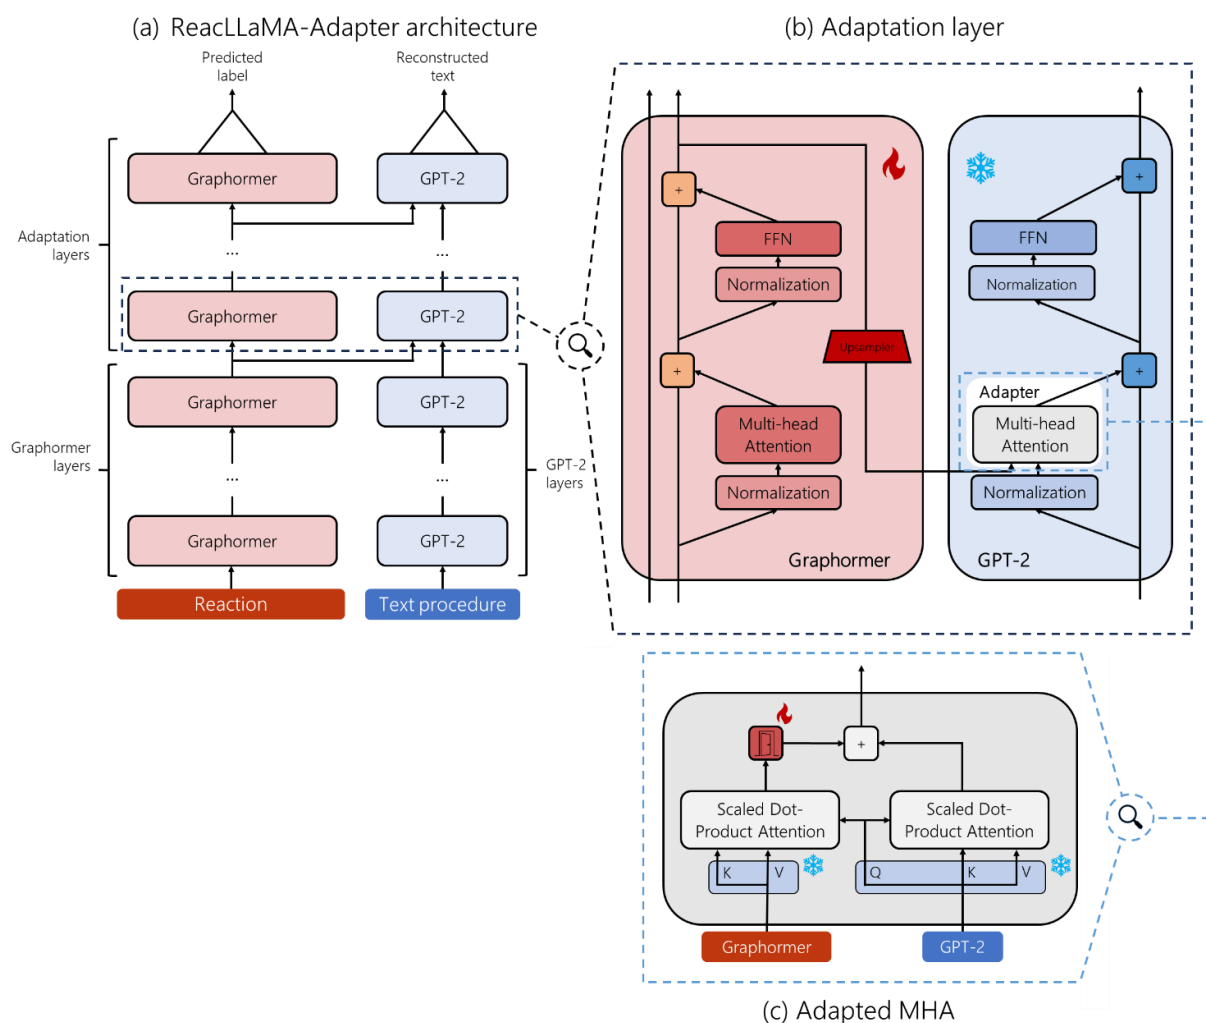 (a) ReacLLaMA-Adapter architecture
Predicted
label
Reconstructed
text
Graphormer
GPT-2
Adaptation
layers
...
...
Graphormer
GPT-2
Graphormer
GPT-2
Graphormer
layers
...
...
GPT-2
layers
Graphormer
GPT-2
Reaction
Text procedure
(b) Adaptation layer
+
FFN
Normalization
Upsampler
+
Multi-head
Attention
Normalization
Graphormer
+
FFN
Normalization
+
Adapter
Multi-head
Attention
Normalization
GPT-2
+
Scaled Dot-
Product Attention
Scaled Dot-
Product Attention
K V
Q K V
Graphormer
GPT-2
(c) Adapted MHA